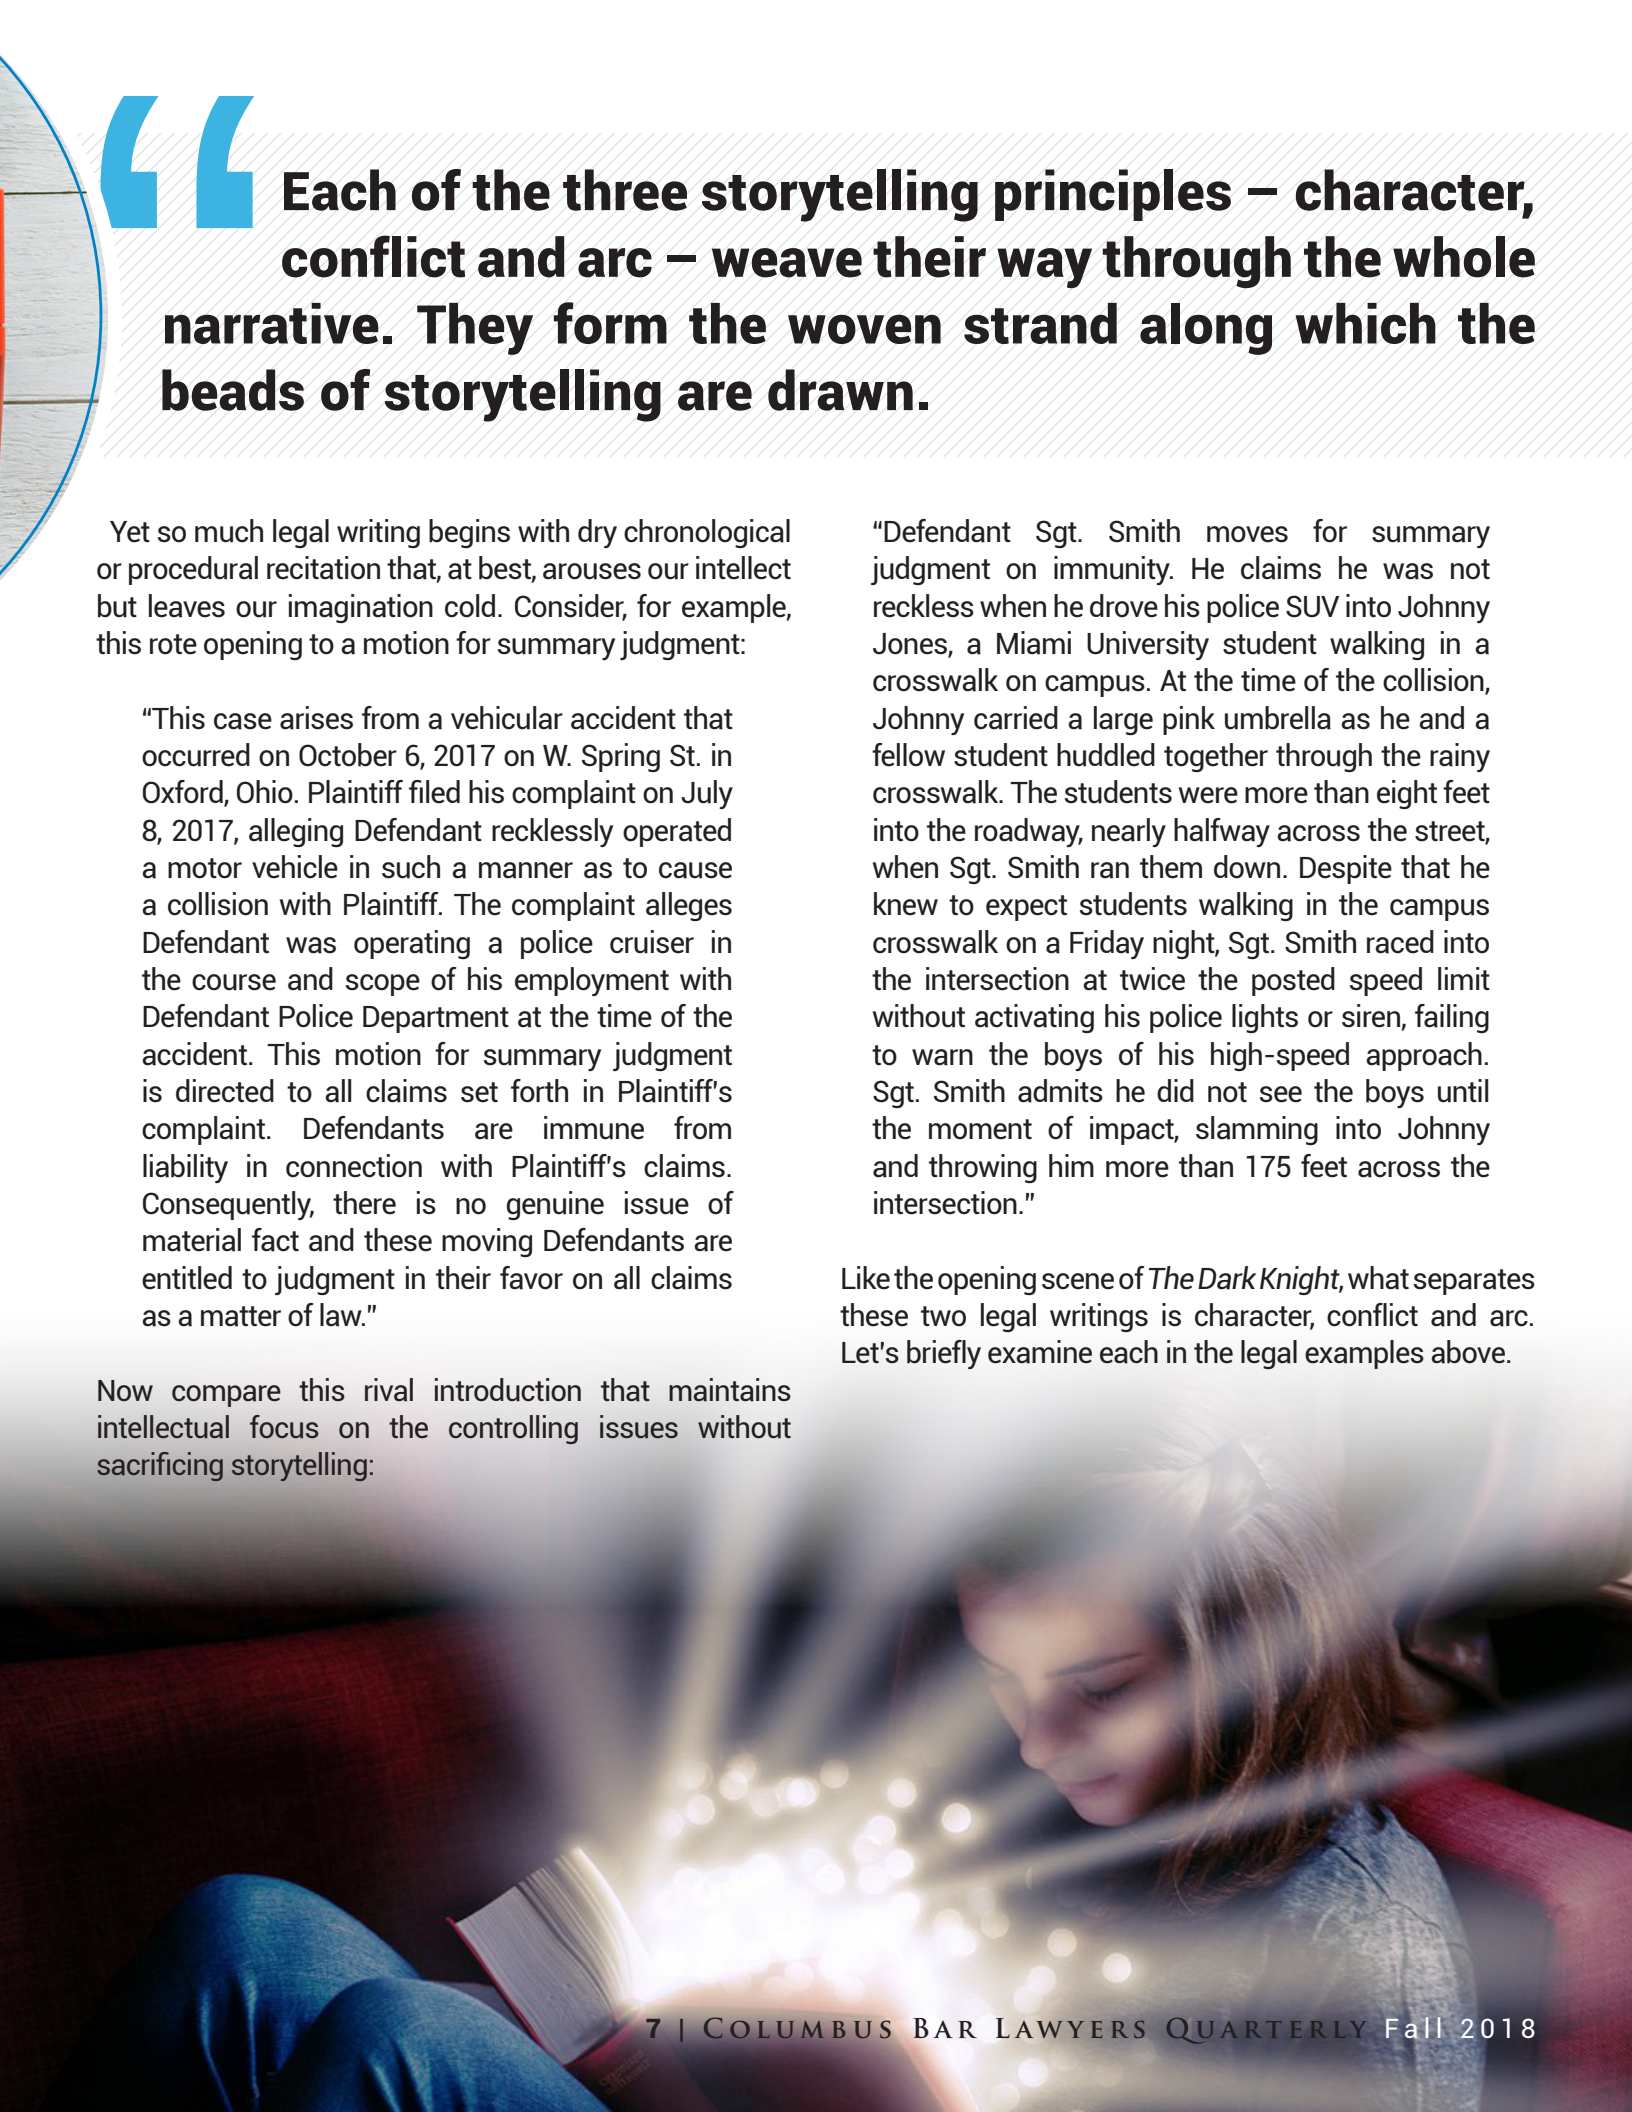 “
Each of the three storytelling principles – character,
conflict and arc – weave their way through the whole
narrative. They form the woven strand along which the
beads of storytelling are drawn.
Yet so much legal writing begins with dry chronological
or procedural recitation that, at best, arouses our intellect
but leaves our imagination cold. Consider, for example,
this rote opening to a motion for summary judgment:
“This case arises from a vehicular accident that
occurred on October 6, 2017 on W. Spring St. in
Oxford, Ohio. Plaintiff filed his complaint on July
8, 2017, alleging Defendant recklessly operated
a motor vehicle in such a manner as to cause
a collision with Plaintiff. The complaint alleges
Defendant was operating a police cruiser in
the course and scope of his employment with
Defendant Police Department at the time of the
accident. This motion for summary judgment
is directed to all claims set forth in Plaintiff's
complaint. Defendants are immune from
liability in connection with Plaintiff's claims.
Consequently, there is no genuine issue of
material fact and these moving Defendants are
entitled to judgment in their favor on all claims
as a matter of law."
Now compare this rival introduction that maintains
intellectual focus on the controlling issues without
sacrificing storytelling:
“Defendant Sgt. Smith moves for summary
judgment on immunity. He claims he was not
reckless when he drove his police SUV into Johnny
Jones, a Miami University student walking in a
crosswalk on campus. At the time of the collision,
Johnny carried a large pink umbrella as he and a
fellow student huddled together through the rainy
crosswalk. The students were more than eight feet
into the roadway, nearly halfway across the street,
when Sgt. Smith ran them down. Despite that he
knew to expect students walking in the campus
crosswalk on a Friday night, Sgt. Smith raced into
the intersection at twice the posted speed limit
without activating his police lights or siren, failing
to warn the boys of his high-speed approach.
Sgt. Smith admits he did not see the boys until
the moment of impact, slamming into Johnny
and throwing him more than 175 feet across the
intersection."
Like the opening scene of The Dark Knight, what separates
these two legal writings is character, conflict and arc.
Let's briefly examine each in the legal examples above.
7 | Columbus Bar Lawyers Quarterly Fall 2018